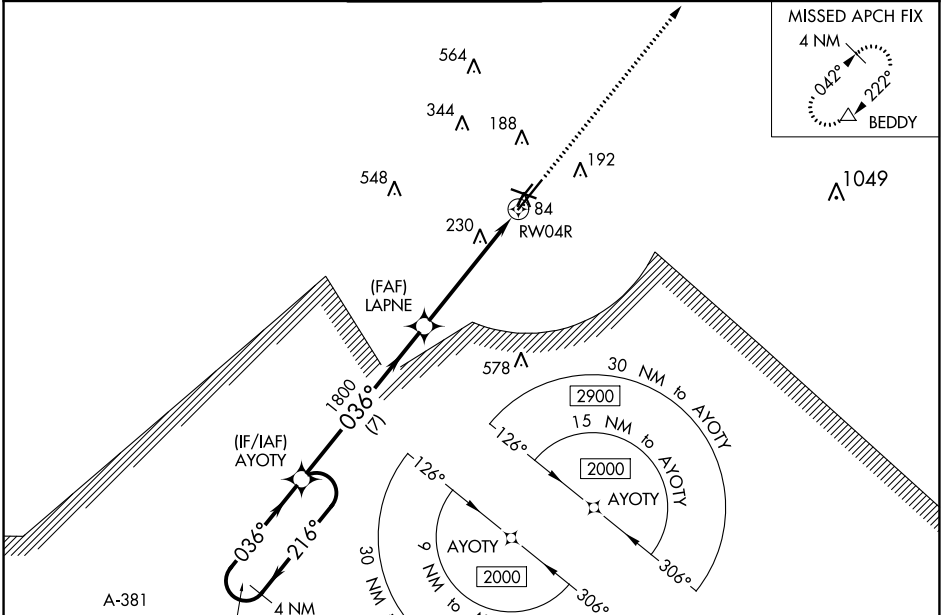 MISSED APCH FIX
4 NM
042°
222°
BEDDY
564
344
188
548
192
1049
84
230
RW04R
(FAF)
LAPNE
578
1800
036°
(7)
(IF/IAF)
AYOTY
036°
216°
4 NM
A-381
30 NM to AYOTY
2900
15 NM to AYOTY
2000
126°
AYOTY
306°
126°
AYOTY
9 NM to
2000
306°
30 NM